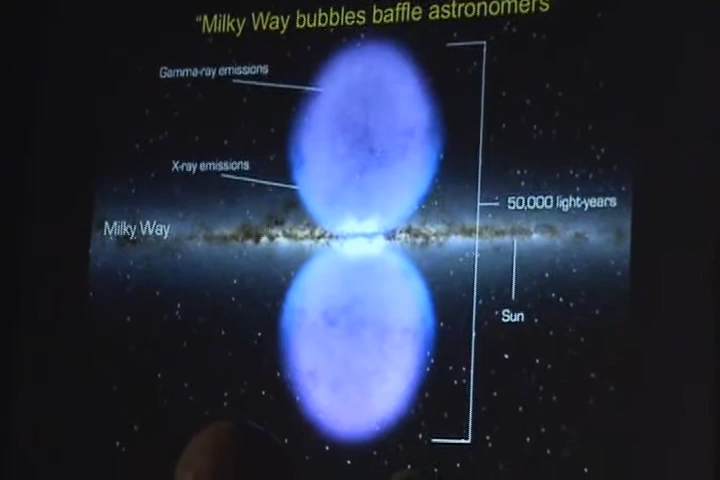 "Milky Way bubbles baffle astronomers
Gamma-ray emissions
X-ray emissions
50,000 light-years
Milky Way
Sun